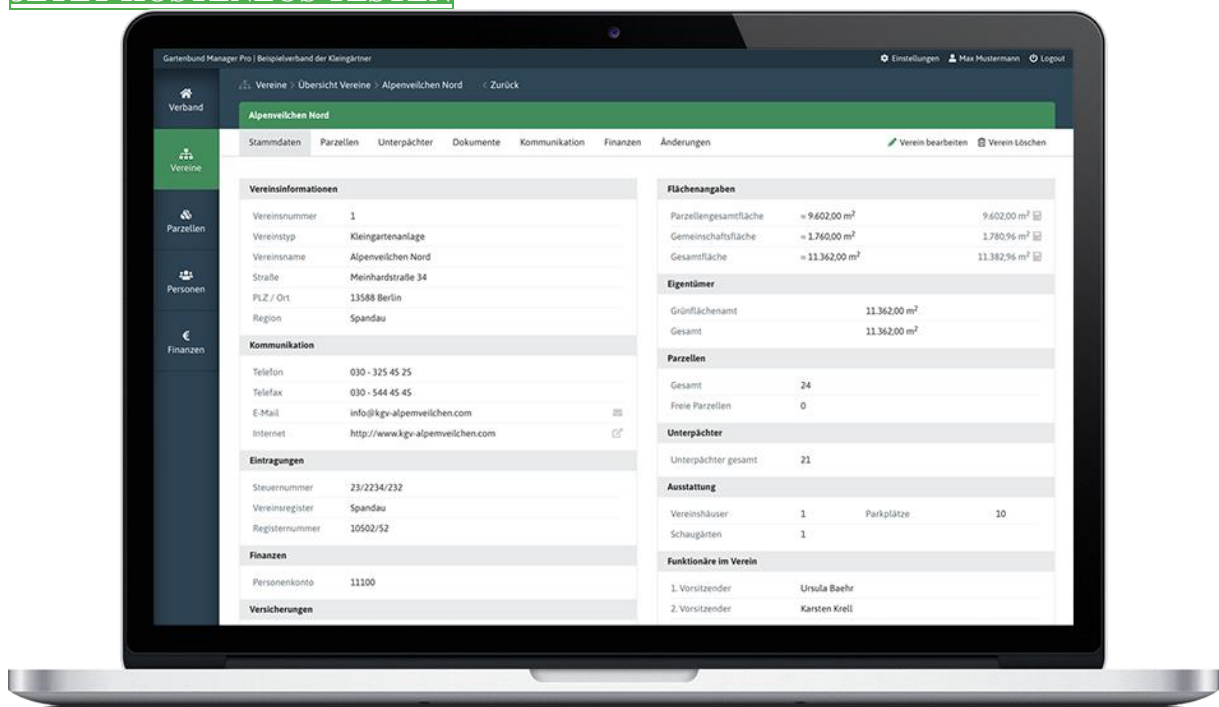 JETZT KOSTENLOS TESTEN
Gartenbund Manager Pro | Beispielverband der Kleingärtner
Einstellungen Max Mustermann Logout
Verband
Vereine
Parzellen
Personen
Finanzen
Vereine > Übersicht Vereine > Alpenveilchen Nord < Zurück
Alpenveilchen Nord
Stammdaten Parzellen Unterpächter Dokumente Kommunikation Finanzen Änderungen Verein bearbeiten Verein Löschen
Vereinsinformationen
Vereinsnummer 1
Vereinstyp Kleingartenanlage
Vereinsname Alpenveilchen Nord
Straße Meinhardstraße 34
PLZ / Ort 13588 Berlin
Region Spandau
Kommunikation
Telefon 030 - 325 45 25
Telefax 030 - 544 45 45
E-Mail info@kgv-alpemveilchen.com
Internet http://www.kgv-alpemveilchen.com
Eintragungen
Steuernummer 23/2234/232
Vereinsregister Spandau
Registernummer 10502/52
Finanzen
Personenkonto 11100
Versicherungen
Flächenangaben
Parzellengesamtfläche = 9.602,00 m² 9.602,00 m²
Gemeinschaftsfläche = 1.760,00 m² 1.780,96 m²
Gesamtfläche = 11.362,00 m² 11.382,96 m²
Eigentümer
Grünflächenamt 11.362,00 m²
Gesamt 11.362,00 m²
Parzellen
Gesamt 24
Freie Parzellen 0
Unterpächter
Unterpächter gesamt 21
Ausstattung
Vereinshäuser 1 Parkplätze 10
Schaugärten 1
Funktionäre im Verein
1. Vorsitzender Ursula Baehr
2. Vorsitzender Karsten Krell